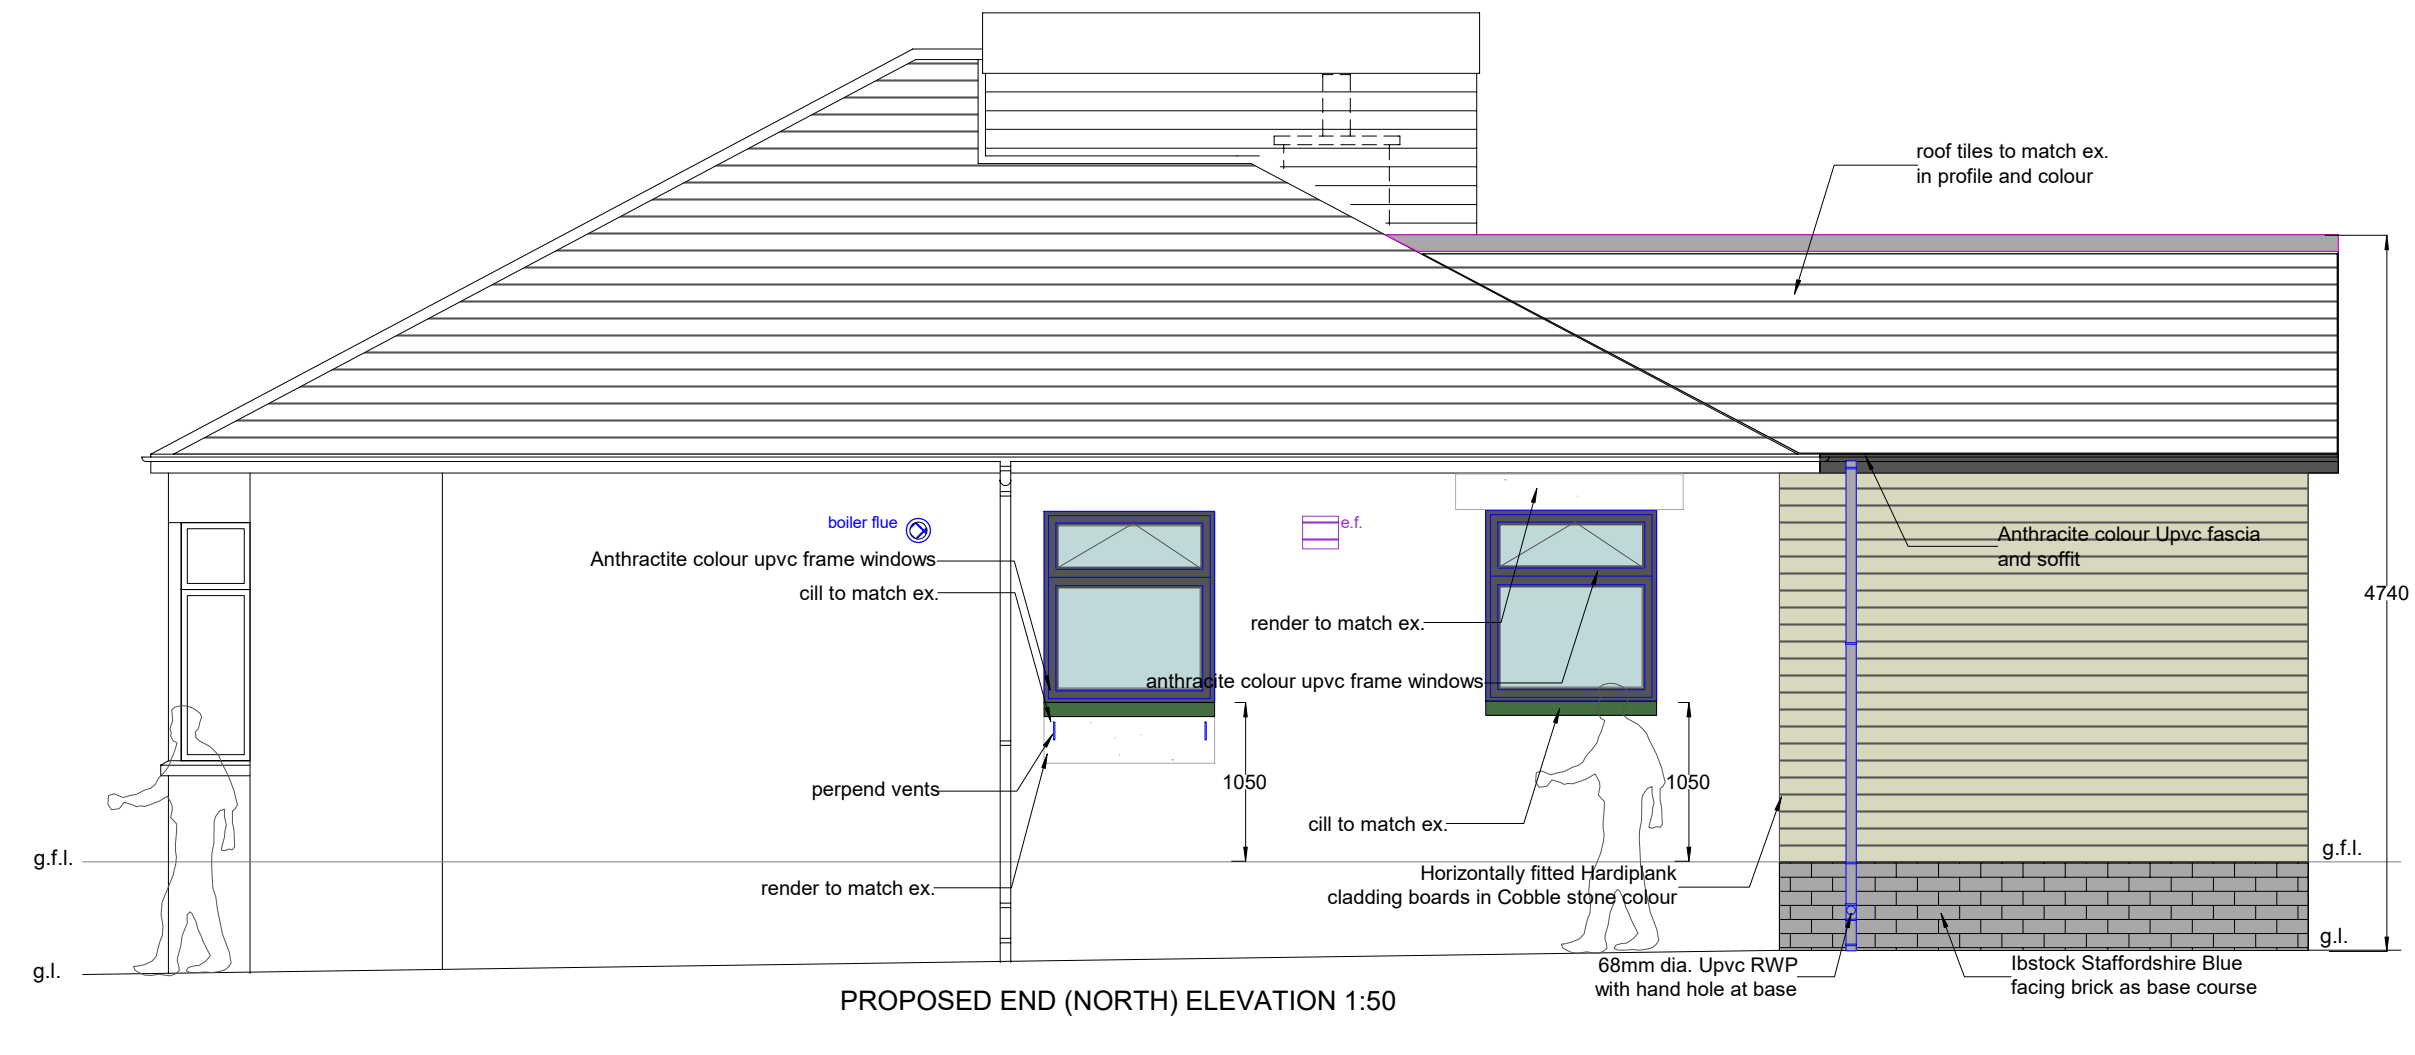 roof tiles to match ex.
in profile and colour
boiler flue
e.f.
Anthractite colour upvc frame windows
cill to match ex.
Anthracite colour Upvc fascia
and soffit
4740
render to match ex.
anthracite colour upvc frame windows
perpend vents
1050
1050
cill to match ex.
g.f.l.
g.f.l.
render to match ex.
Horizontally fitted Hardiplank
cladding boards in Cobble stone colour
g.l.
g.l.
68mm dia. Upvc RWP
with hand hole at base
Ibstock Staffordshire Blue
facing brick as base course
PROPOSED END (NORTH) ELEVATION 1:50